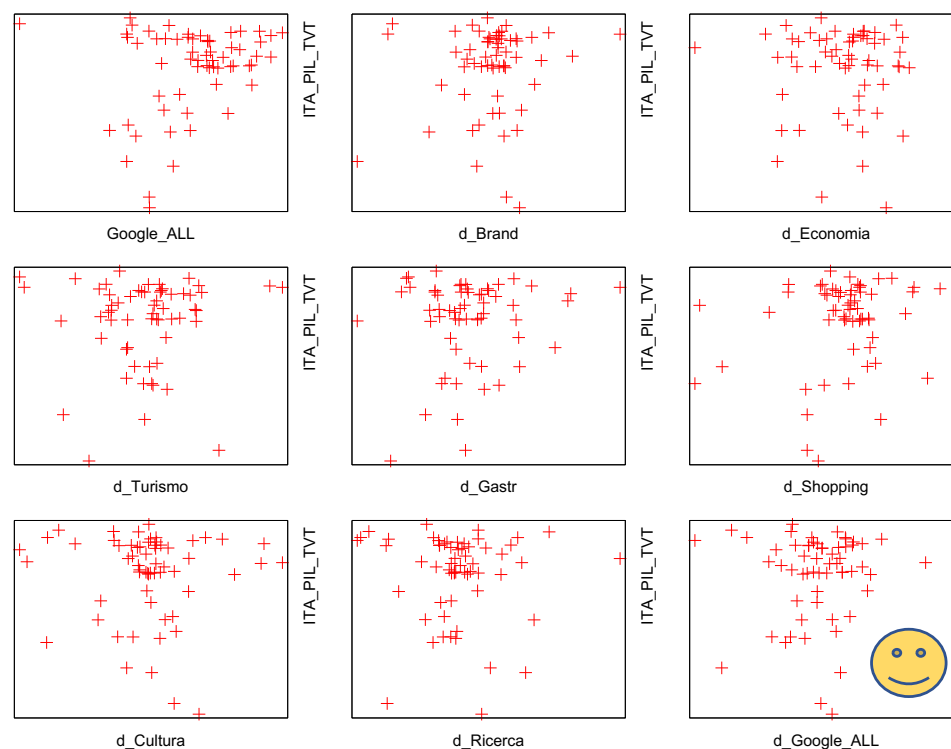 ITA_PIL_TVT
ITA_PIL_TVT
Google_ALL
d_Brand
d_Economia
ITA_PIL_TVT
ITA_PIL_TVT
d_Turismo
d_Gastr
d_Shopping
ITA_PIL_TVT
ITA_PIL_TVT
d_Cultura
d_Ricerca
d_Google_ALL